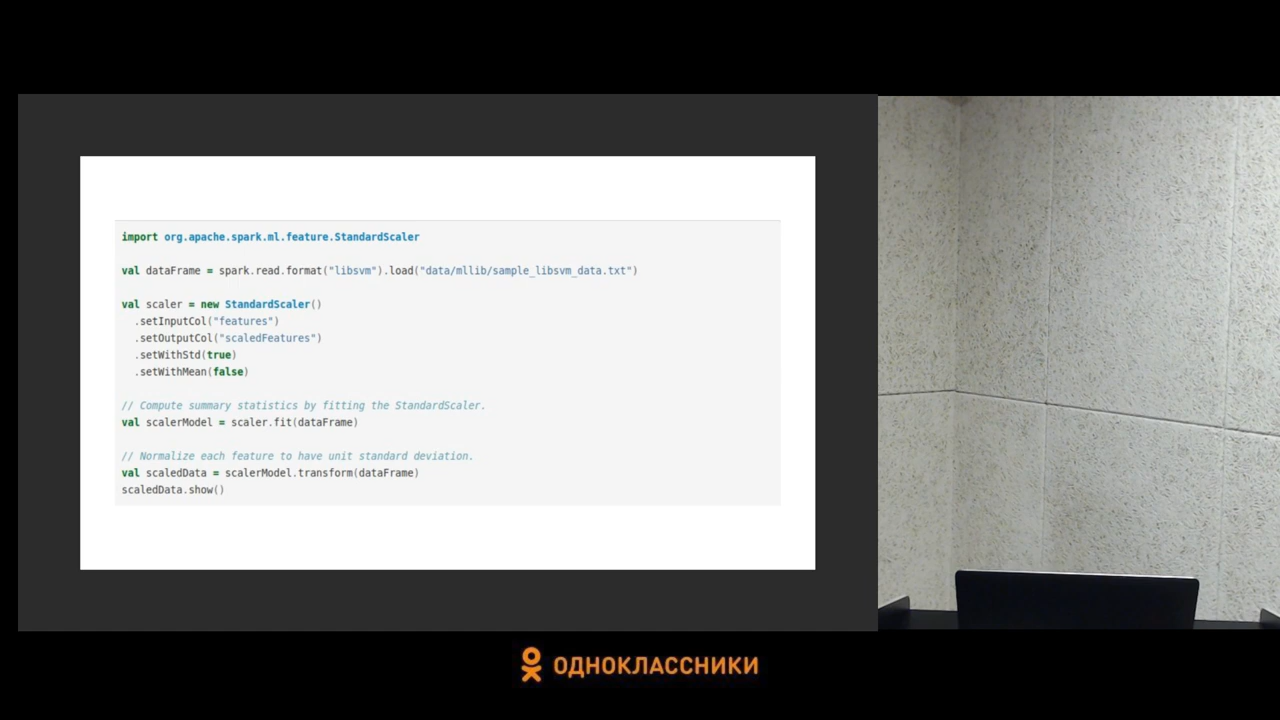 import org.apache.spark.ml.feature.StandardScaler
val dataFrame = spark.read.format("libsvm").load("data/mllib/sample_libsvm_data.txt")
val scaler = new StandardScaler()
.setInputCol("features")
.setOutputCol("scaledFeatures")
.setWithStd(true)
.setWithMean(false)
// Compute summary statistics by fitting the StandardScaler.
val scalerModel = scaler.fit(dataFrame)
// Normalize each feature to have unit standard deviation.
val scaledData = scalerModel.transform(dataFrame)
scaledData.show()
ОДНОКЛАССНИКИ